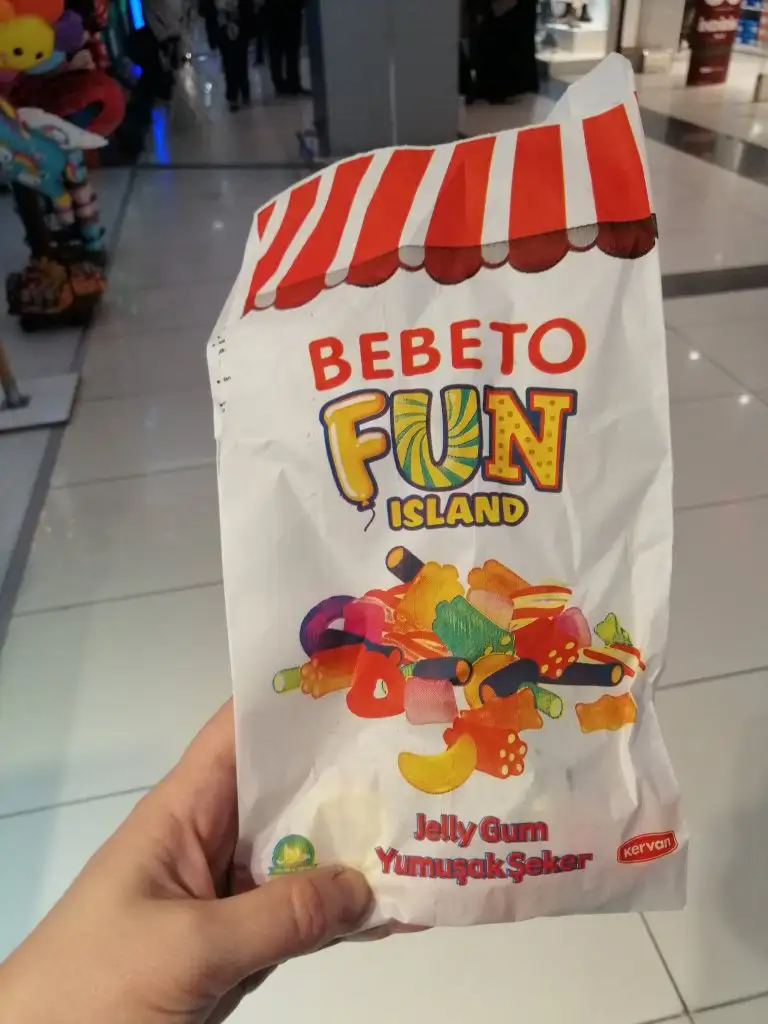 BEBETO
FUN
ISLAND
Jelly Gum
Yumuşak Şeker
kervan